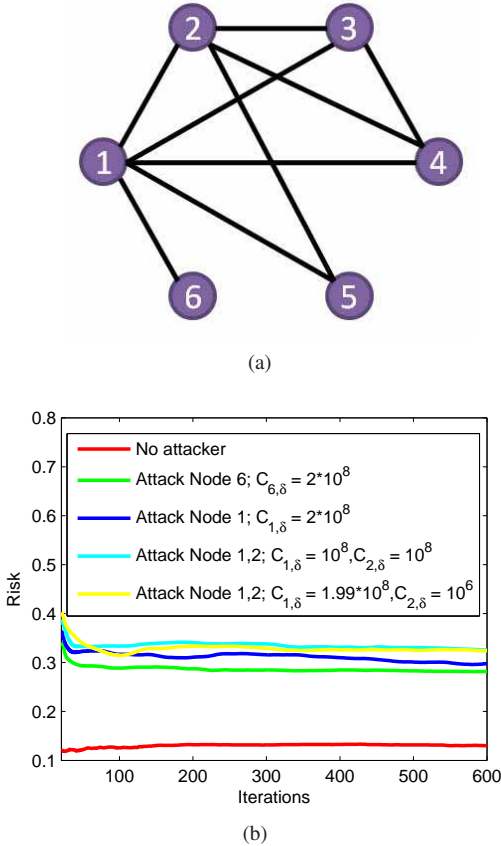 2
3
1
4
6
5
(a)
0.8
0.7
0.6
0.5
0.4
0.3
0.2
0.1
Risk
No attacker
Attack Node 6; C6,δ = 2*10^8
Attack Node 1; C1,δ = 2*10^8
Attack Node 1,2; C1,δ = 10^8,C2,δ = 10^8
Attack Node 1,2; C1,δ = 1.99*10^8,C2,δ = 10^6
100
200
300
400
500
600
Iterations
(b)